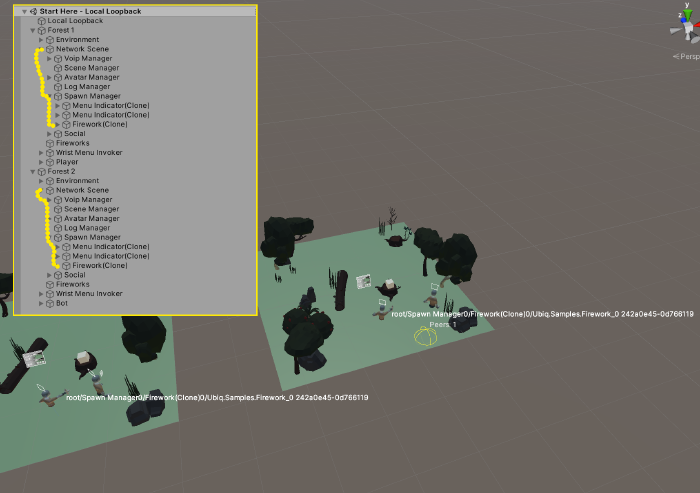 Start Here - Local Loopback
Local Loopback
Forest 1
Environment
Network Scene
Voip Manager
Scene Manager
Avatar Manager
Log Manager
Spawn Manager
Menu Indicator(Clone)
Menu Indicator(Clone)
Firework(Clone)
Social
Fireworks
Wrist Menu Invoker
Player
Forest 2
Environment
Network Scene
Voip Manager
Scene Manager
Avatar Manager
Log Manager
Spawn Manager
Menu Indicator(Clone)
Menu Indicator(Clone)
Firework(Clone)
Social
Fireworks
Wrist Menu Invoker
Bot
y
z
Persp
root/Spawn Manager0/Firework(Clone)0/Ubiq.Samples.Firework_0 242a0e45-0d766119
Peers: 1
root/Spawn Manager0/Firework(Clone)0/Ubiq.Samples.Firework_0 242a0e45-0d766119